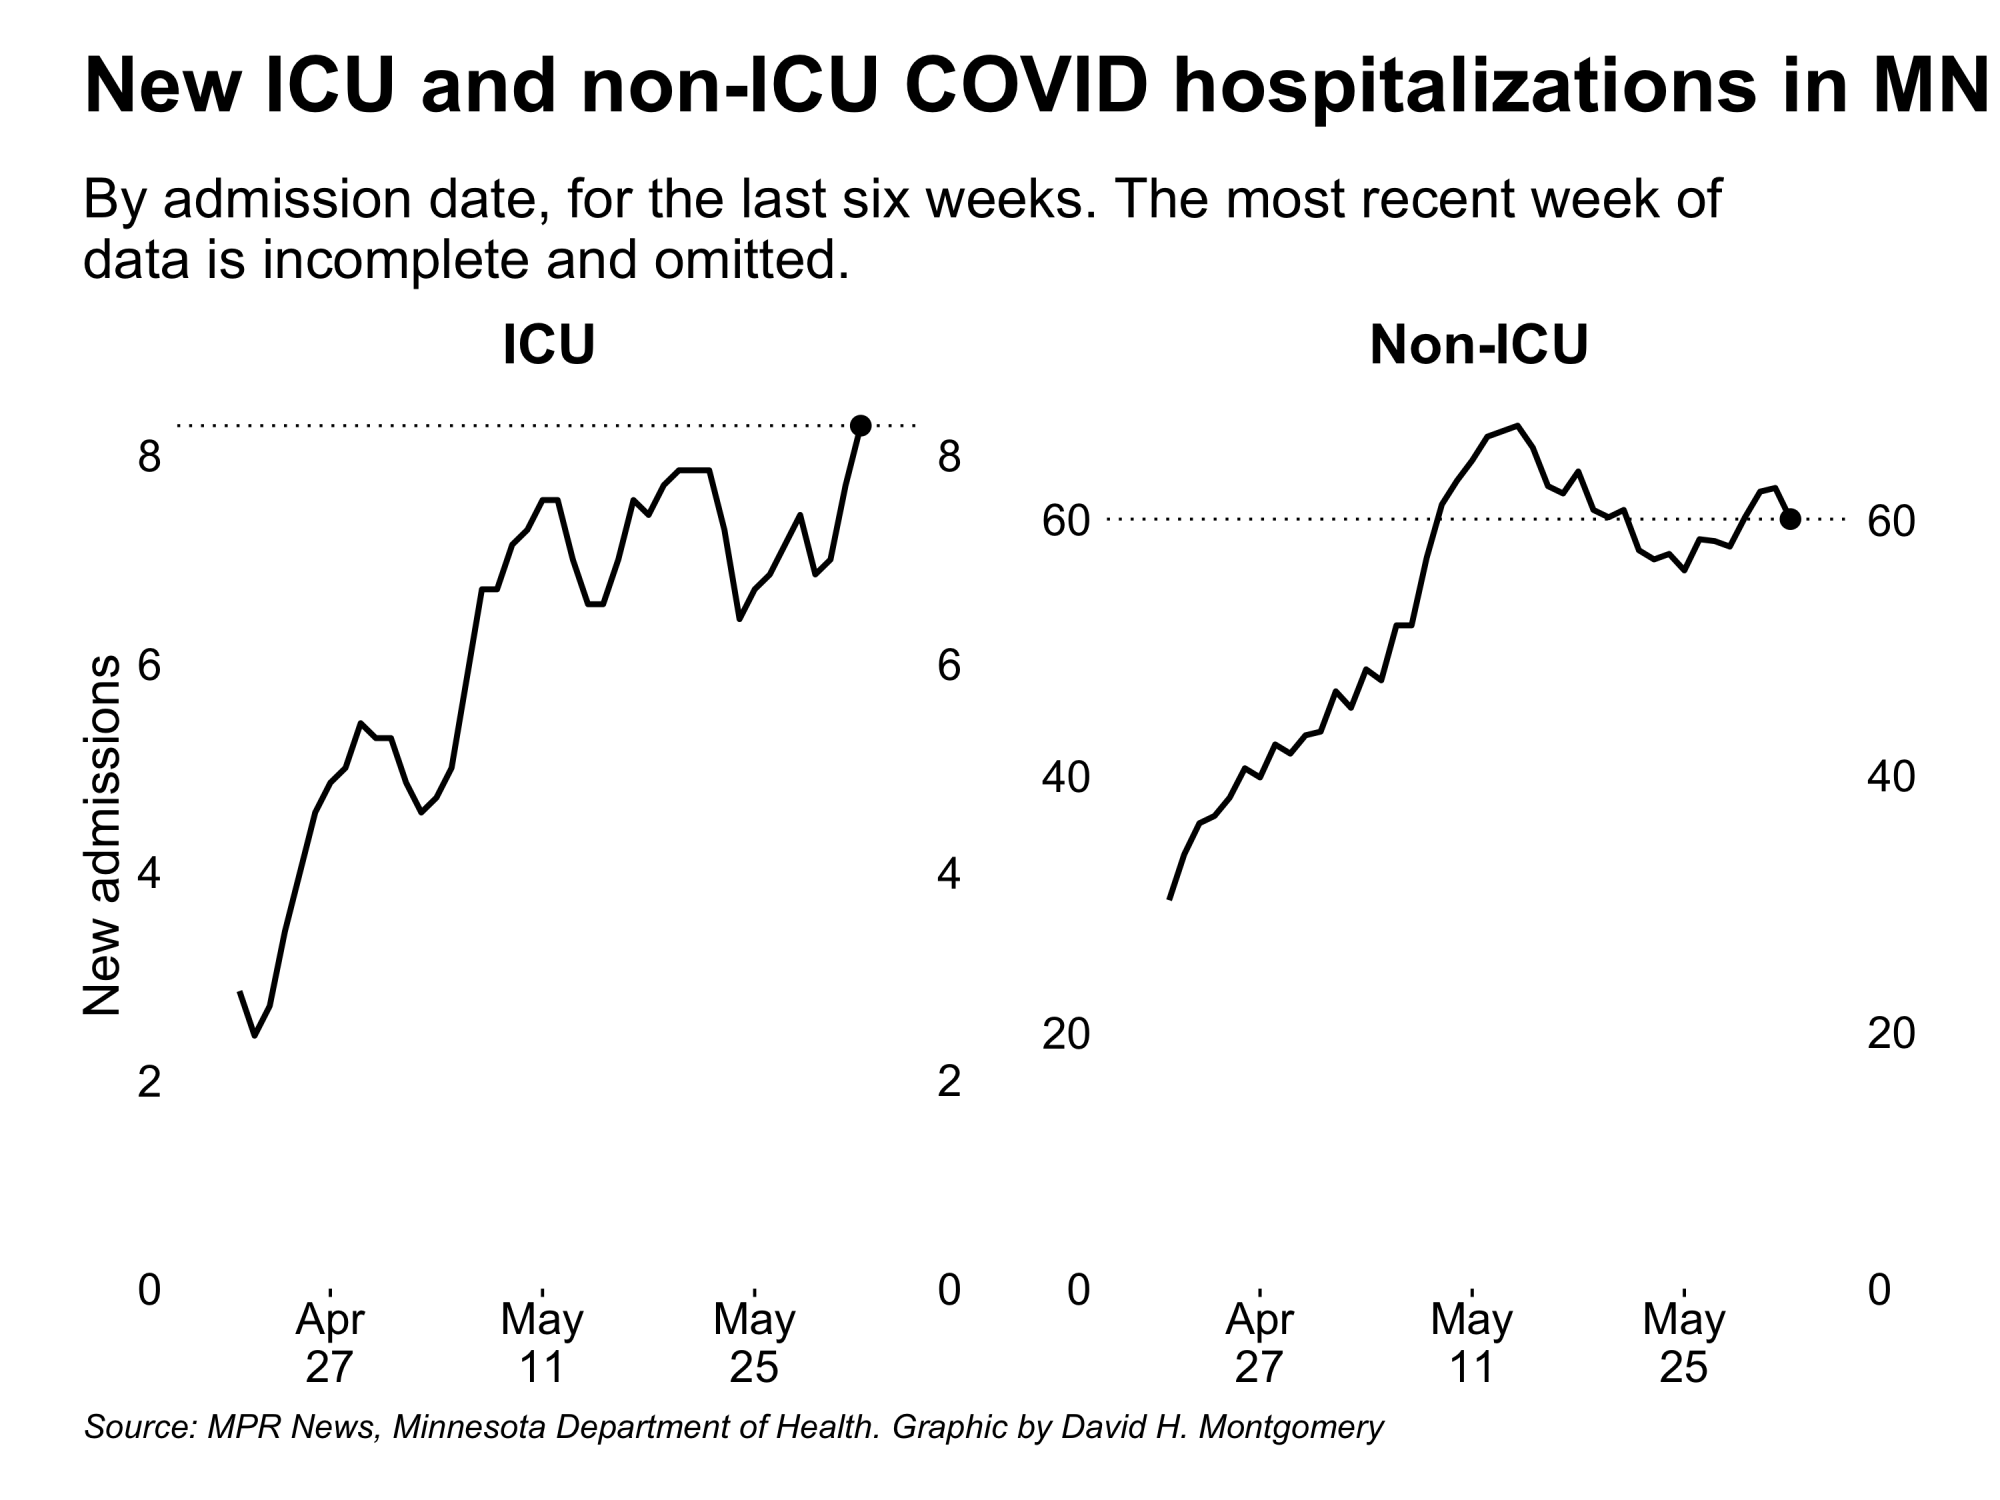 New ICU and non-ICU COVID hospitalizations in MN
By admission date, for the last six weeks. The most recent week of
data is incomplete and omitted.
ICU
New admissions
8
6
4
2
0
8
6
4
2
0
Apr
27
May
11
May
25
Non-ICU
60
40
20
0
60
40
20
0
Apr
27
May
11
May
25
Source: MPR News, Minnesota Department of Health. Graphic by David H. Montgomery